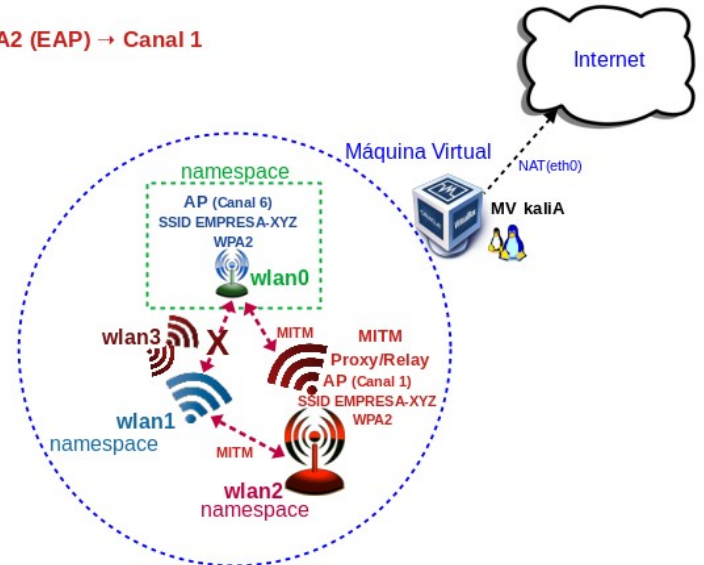 A2 (EAP) → Canal 1
Internet
Máquina Virtual
NAT(eth0)
namespace
MV kaliA
AP (Canal 6)
SSID EMPRESA-XYZ
WPA2
wlan0
wlan3
X
MITM
MITM
Proxy/Relay
AP (Canal 1)
SSID EMPRESA-XYZ
WPA2
wlan1
namespace
MITM
wlan2
namespace